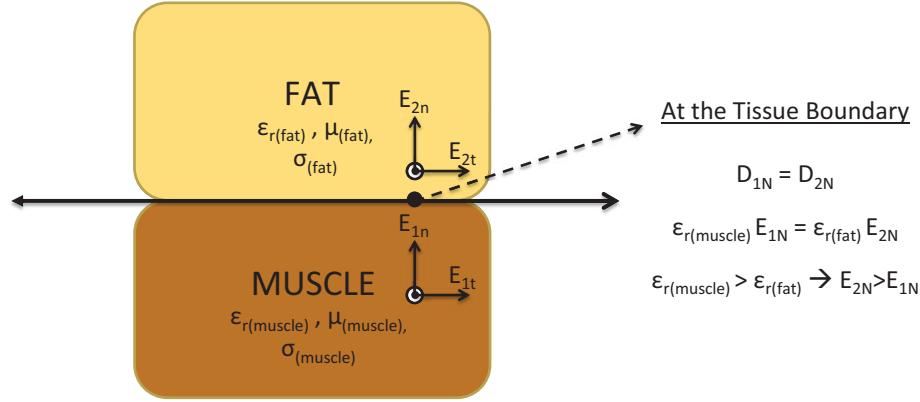 FAT
εr(fat) , μ(fat),
σ(fat)
E2n
E2t
E1n
E1t
MUSCLE
εr(muscle) , μ(muscle),
σ(muscle)
At the Tissue Boundary
D1N = D2N
εr(muscle) E1N = εr(fat) E2N
εr(muscle) > εr(fat) → E2N>E1N